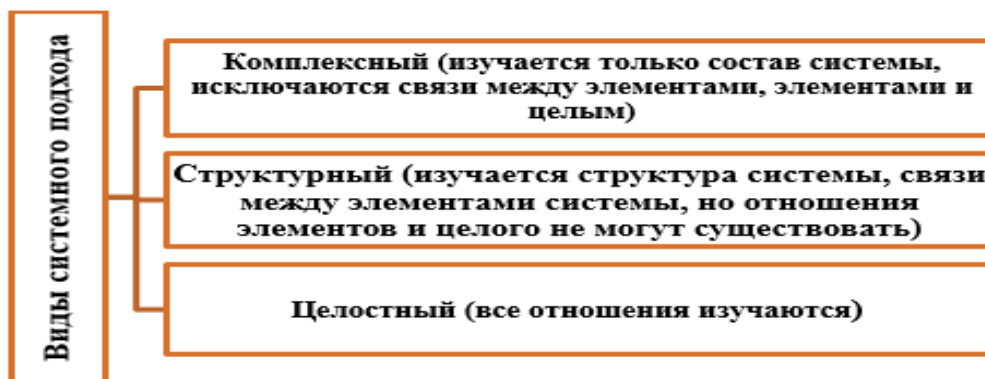 Виды системного подхода
Комплексный (изучается только состав системы,
исключаются связи между элементами, элементами и
целым)
Структурный (изучается структура системы, связи
между элементами системы, но отношения
элементов и целого не могут существовать)
Целостный (все отношения изучаются)